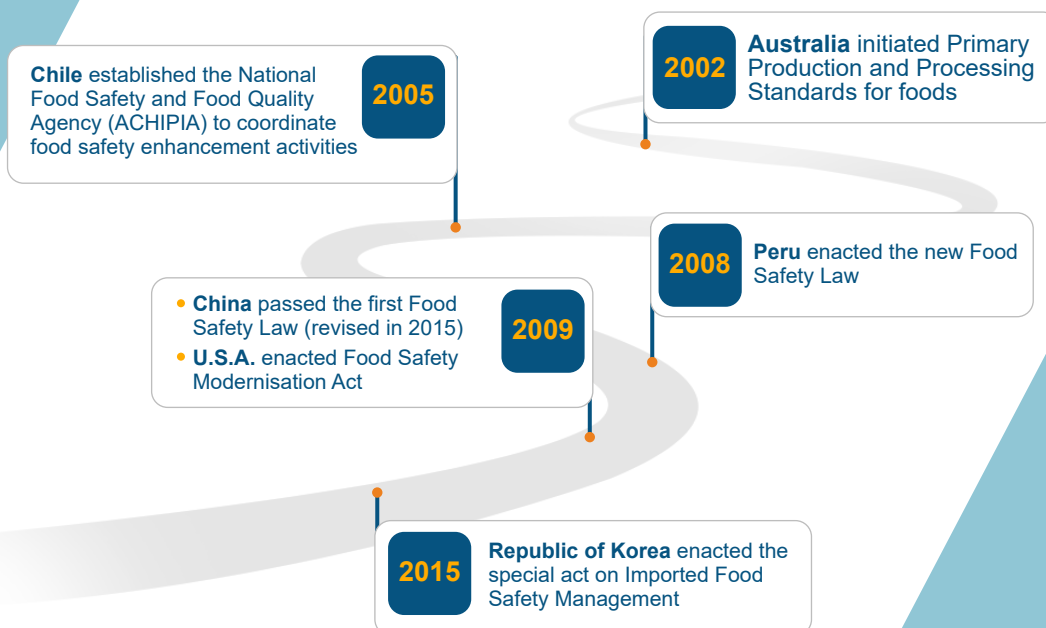 2002
Australia initiated Primary
Production and Processing
Standards for foods
2005
Chile established the National
Food Safety and Food Quality
Agency (ACHIPIA) to coordinate
food safety enhancement activities
2008
Peru enacted the new Food
Safety Law
2009
• China passed the first Food
Safety Law (revised in 2015)
• U.S.A. enacted Food Safety
Modernisation Act
2015
Republic of Korea enacted the
special act on Imported Food
Safety Management